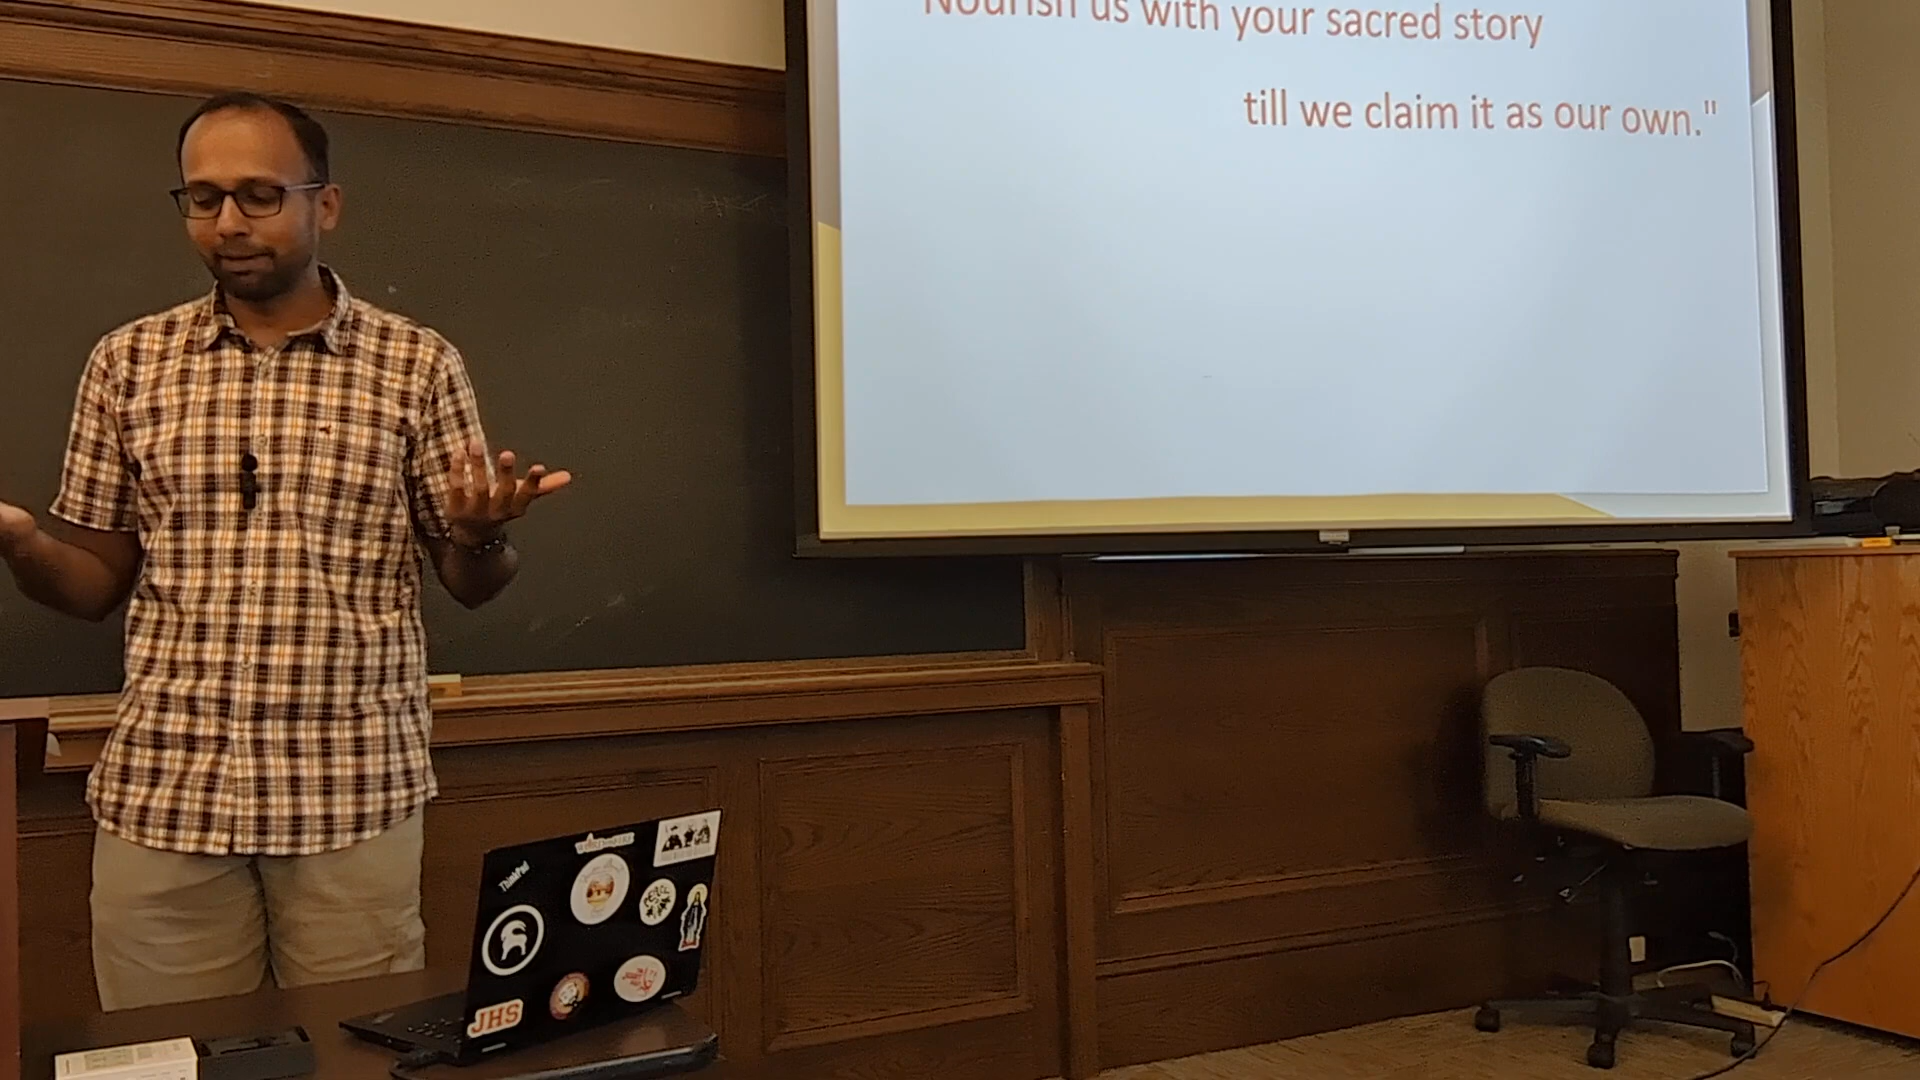 Nourish us with your sacred story
till we claim it as our own."
ThinkPad
JHS